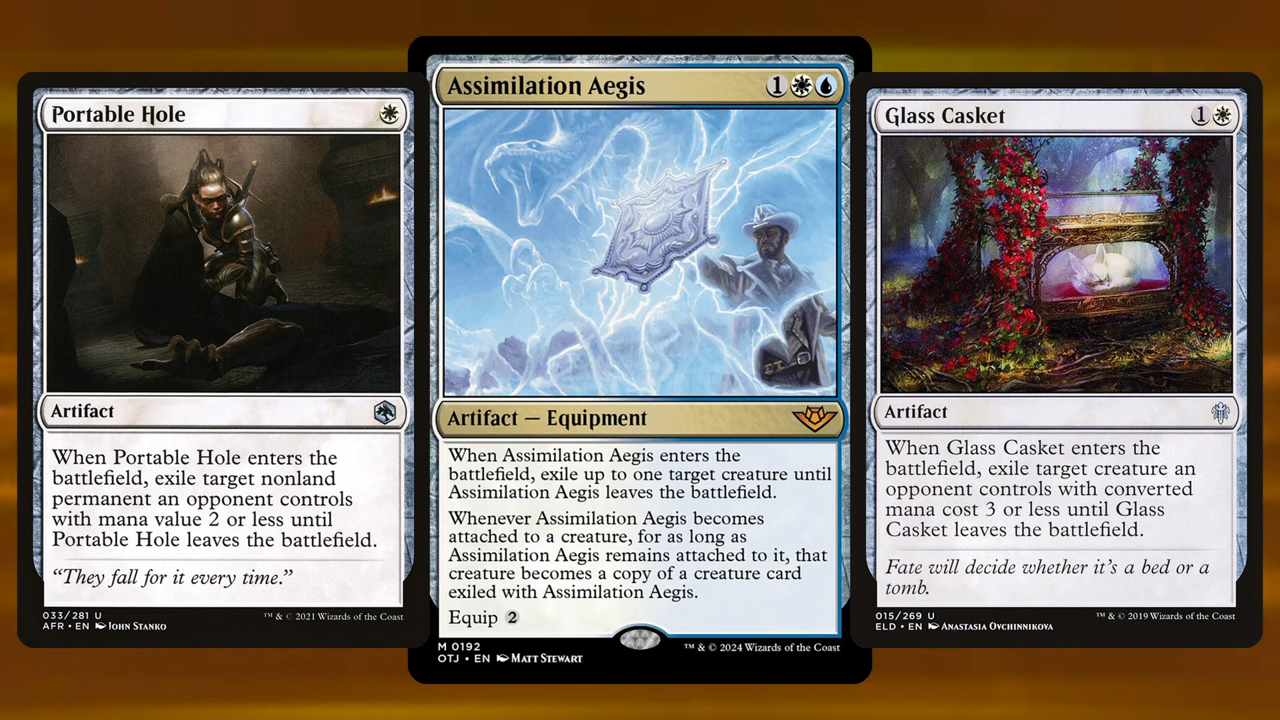 Portable Hole
Artifact
When Portable Hole enters the
battlefield, exile target nonland
permanent an opponent controls
with mana value 2 or less until
Portable Hole leaves the battlefield.
“They fall for it every time.”
033/281 U
AFR • EN John Stanko
™ & © 2021 Wizards of the Coast
Assimilation Aegis 1
Artifact — Equipment
When Assimilation Aegis enters the
battlefield, exile up to one target creature until
Assimilation Aegis leaves the battlefield.
Whenever Assimilation Aegis becomes
attached to a creature, for as long as
Assimilation Aegis remains attached to it, that
creature becomes a copy of a creature card
exiled with Assimilation Aegis.
Equip 2
M 0192
OTJ • EN Matt Stewart
™ & © 2024 Wizards of the Coast
Glass Casket 1
Artifact
When Glass Casket enters the
battlefield, exile target creature an
opponent controls with converted
mana cost 3 or less until Glass
Casket leaves the battlefield.
Fate will decide whether it’s a bed or a
tomb.
015/269 U
ELD • EN Anastasia Ovchinnikova
™ & © 2019 Wizards of the Coast